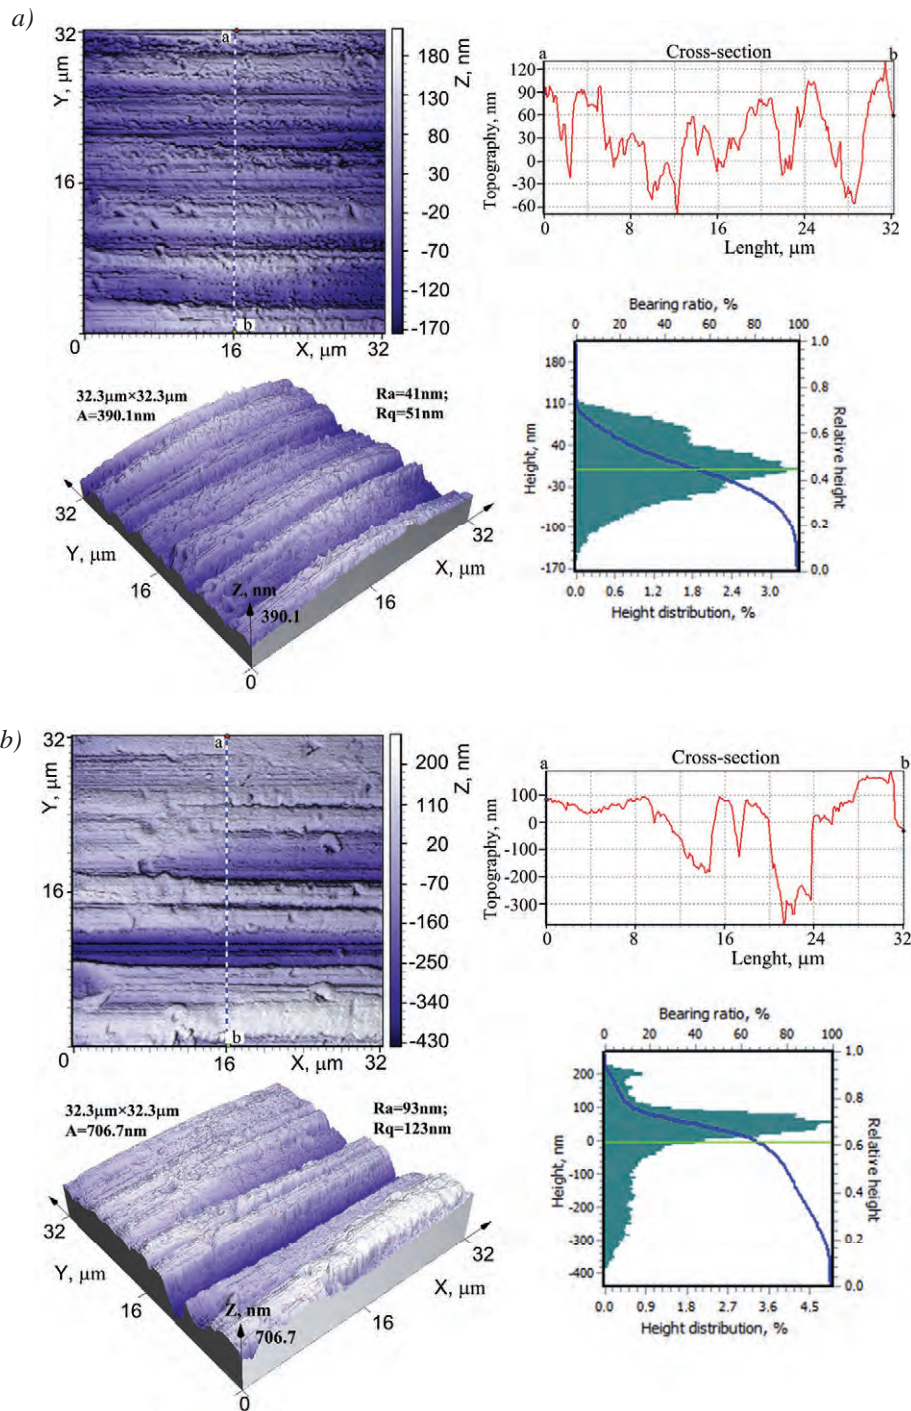 a)
32
16
0
Y, μm
a
b
16
X, μm
32
180
130
80
30
-20
-70
-120
-170
Z, nm
Cross-section
a
b
120
90
60
30
0
-30
-60
Topography, nm
0
8
16
24
32
Lenght, μm
32.3μm×32.3μm
A=390.1nm
Ra=41nm;
Rq=51nm
32
Y, μm
16
Z, nm
390.1
0
16
X, μm
32
Bearing ratio, %
0 20 40 60 80 100
180
110
40
-30
-100
-170
Height, nm
1.0
0.8
0.6
0.4
0.2
0.0
Relative height
0.0 0.6 1.2 1.8 2.4 3.0
Height distribution, %
b)
32
16
0
Y, μm
a
b
16
X, μm
32
200
110
20
-70
-160
-250
-340
-430
Z, nm
Cross-section
a
b
100
0
-100
-200
-300
Topography, nm
0
8
16
24
32
Lenght, μm
32.3μm×32.3μm
A=706.7nm
Ra=93nm;
Rq=123nm
32
Y, μm
16
Z, nm
706.7
0
16
X, μm
32
Bearing ratio, %
0 20 40 60 80 100
200
100
0
-100
-200
-300
-400
Height, nm
1.0
0.8
0.6
0.4
0.2
0.0
Relative height
0.0 0.9 1.8 2.7 3.6 4.5
Height distribution, %